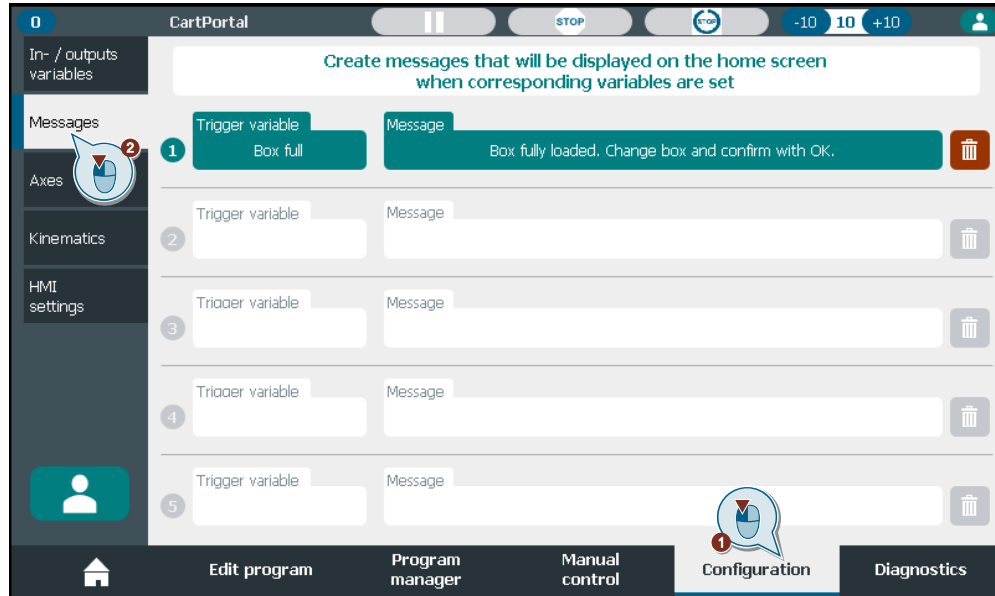 0
CartPortal
STOP
STOP
-10 10 +10
In- / outputs
variables
Messages
Axes
Kinematics
HMI
settings
2
Create messages that will be displayed on the home screen
when corresponding variables are set
1
Trigger variable
Box full
Message
Box fully loaded. Change box and confirm with OK.
2
Trigger variable
Message
3
Trigger variable
Message
4
Trigger variable
Message
5
Trigger variable
Message
1
Edit program
Program
manager
Manual
control
Configuration
Diagnostics